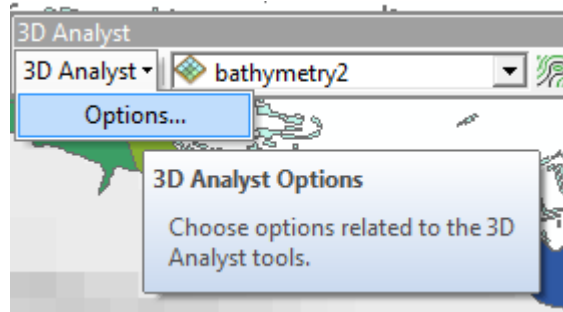 3D Analyst
3D Analyst bathymetry2
Options...
3D Analyst Options
Choose options related to the 3D
Analyst tools.